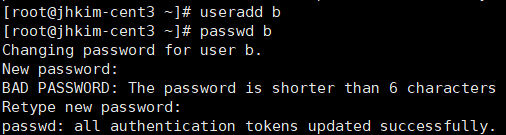 [root@jhkim-cent3 ~]# useradd b
[root@jhkim-cent3 ~]# passwd b
Changing password for user b.
New password:
BAD PASSWORD: The password is shorter than 6 characters
Retype new password:
passwd: all authentication tokens updated successfully.